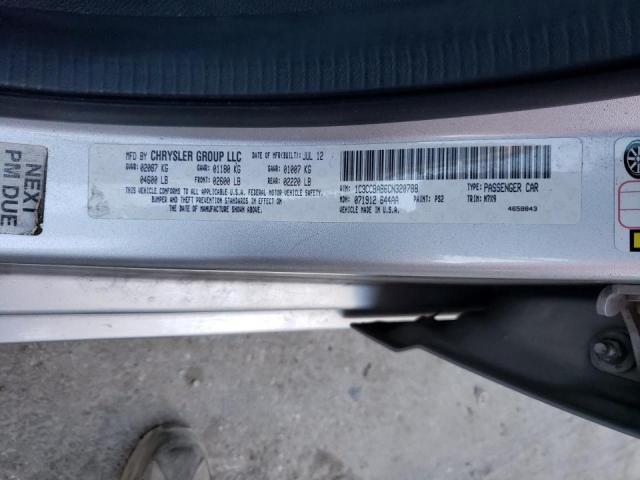 MFD BY CHRYSLER GROUP LLC DATE OF MFR(BUILT): JUL 12
GVWR: 02087 KG GAWR: 01180 KG GAWR: 01007 KG
04600 LB FRONT: 02600 LB REAR: 02220 LB
THIS VEHICLE CONFORMS TO ALL APPLICABLE U.S.A. FEDERAL MOTOR VEHICLE SAFETY,
BUMPER AND THEFT PREVENTION STANDARDS IN EFFECT ON
THE DATE OF MANUFACTURE SHOWN ABOVE.
VIN: 1C3CCBAB6CN320788 TYPE: PASSENGER CAR
MDH: 071912 644AA PAINT: PS2 TRIM: M7X9
VEHICLE MADE IN U.S.A. 4658843
NEXT
PM DUE